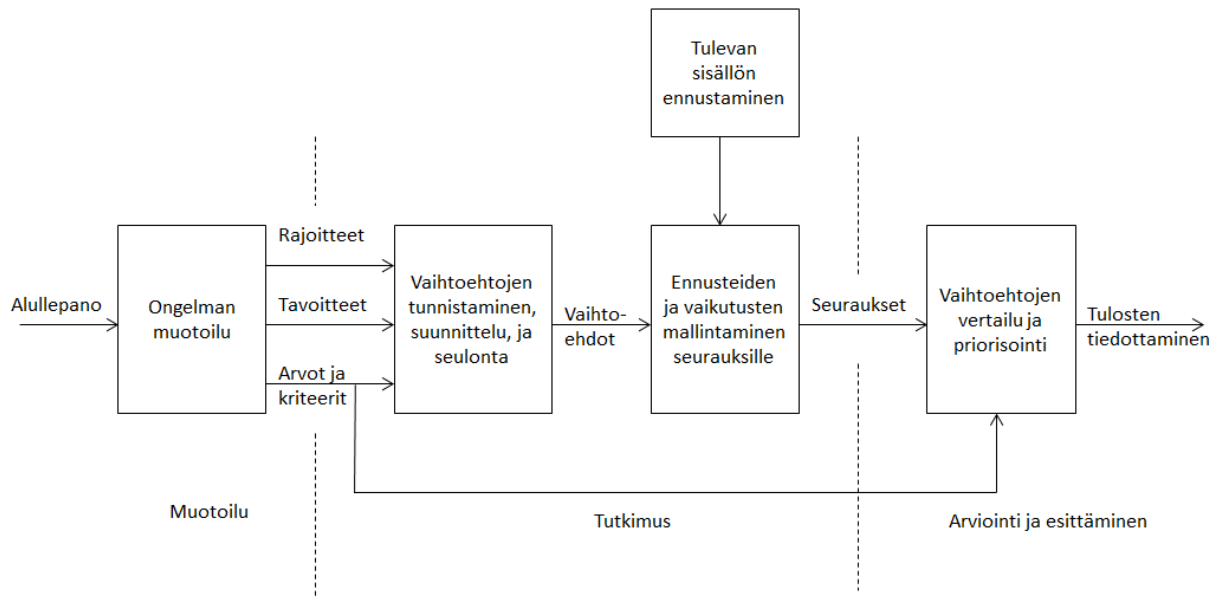 Tulevan
sisällön
ennustaminen
Alullepano
Ongelman
muotoilu
Rajoitteet
Tavoitteet
Arvot ja
kriteerit
Vaihtoehtojen
tunnistaminen,
suunnittelu, ja
seulonta
Vaihto-
ehdot
Ennusteiden
ja vaikutusten
mallintaminen
seurauksille
Seuraukset
Vaihtoehtojen
vertailu ja
priorisointi
Tulosten
tiedottaminen
Muotoilu
Tutkimus
Arviointi ja esittäminen